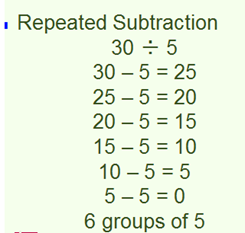 Repeated Subtraction
30 ÷ 5
30 – 5 = 25
25 – 5 = 20
20 – 5 = 15
15 – 5 = 10
10 – 5 = 5
5 – 5 = 0
6 groups of 5